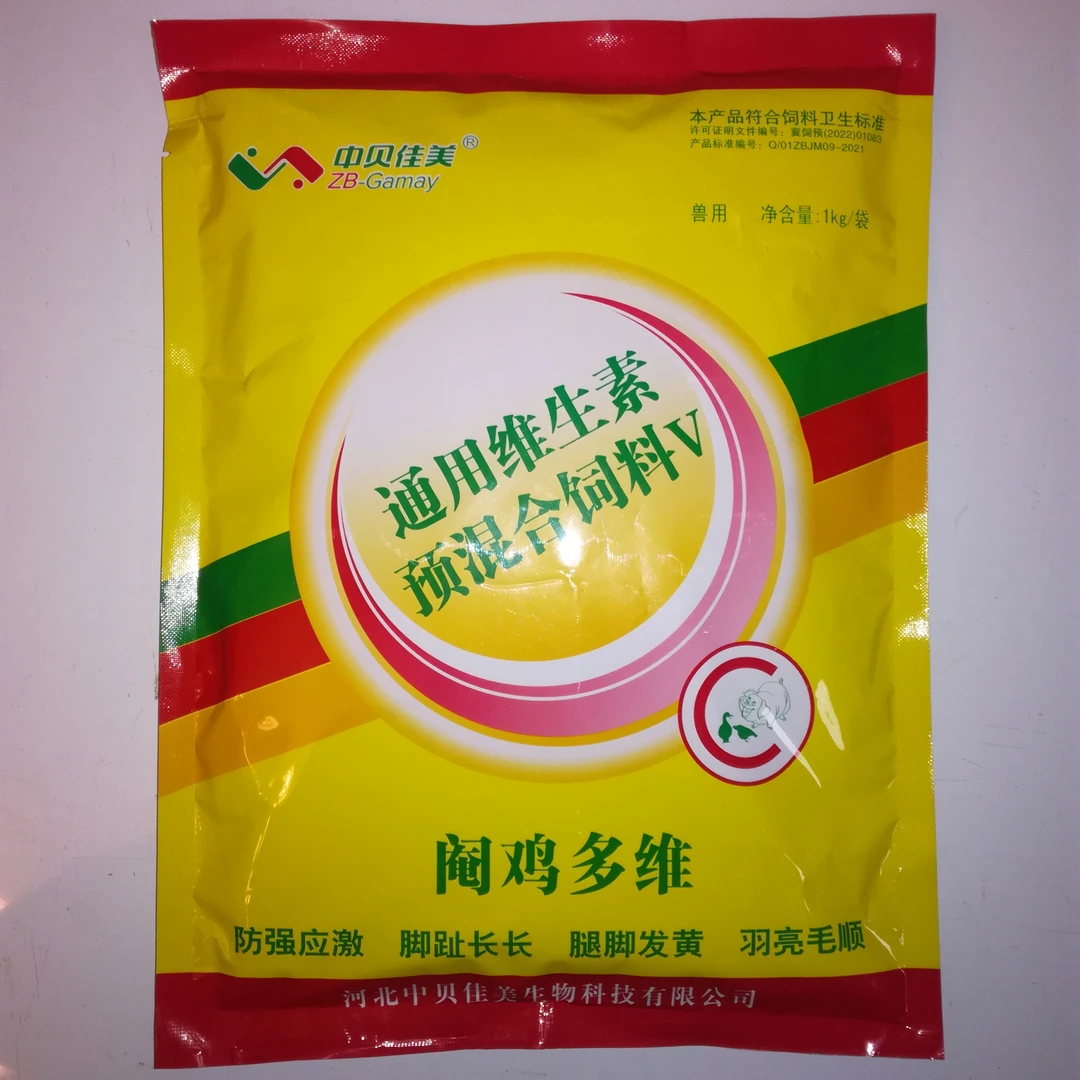 中贝佳美®
ZB-Gamay
本产品符合饲料卫生标准
许可证明文件编号：冀饲预(2022)01083
产品标准编号：Q/01ZBJM09-2021
兽用 净含量:1kg/袋
通用维生素
预混合饲料V
阉鸡多维
防强应激 脚趾长长 腿脚发黄 羽亮毛顺
河北中贝佳美生物科技有限公司